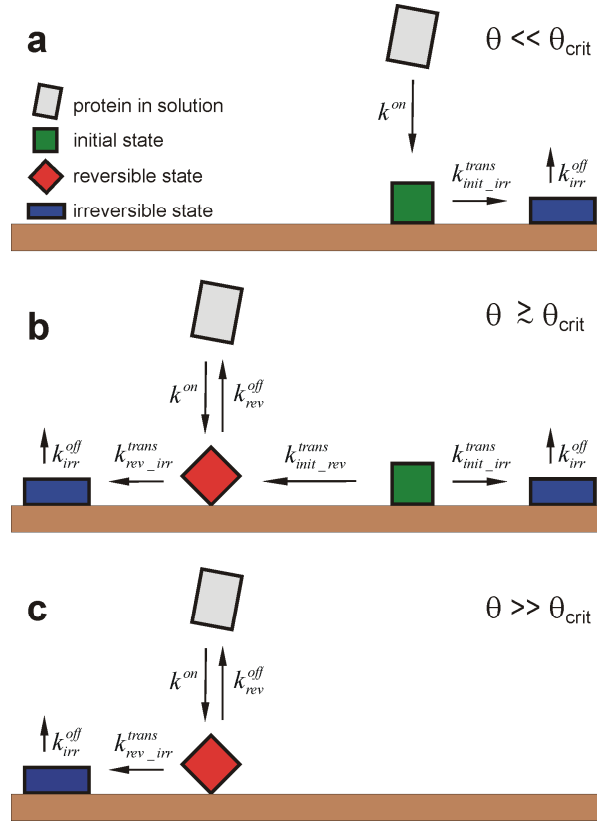 a
θ << θcrit
protein in solution
initial state
reversible state
irreversible state
k^on
k^trans_init_irr
k^off_irr
b
θ ≳ θcrit
k^on
k^off_rev
k^off_irr
k^trans_rev_irr
k^trans_init_rev
k^trans_init_irr
k^off_irr
c
θ >> θcrit
k^on
k^off_rev
k^off_irr
k^trans_rev_irr